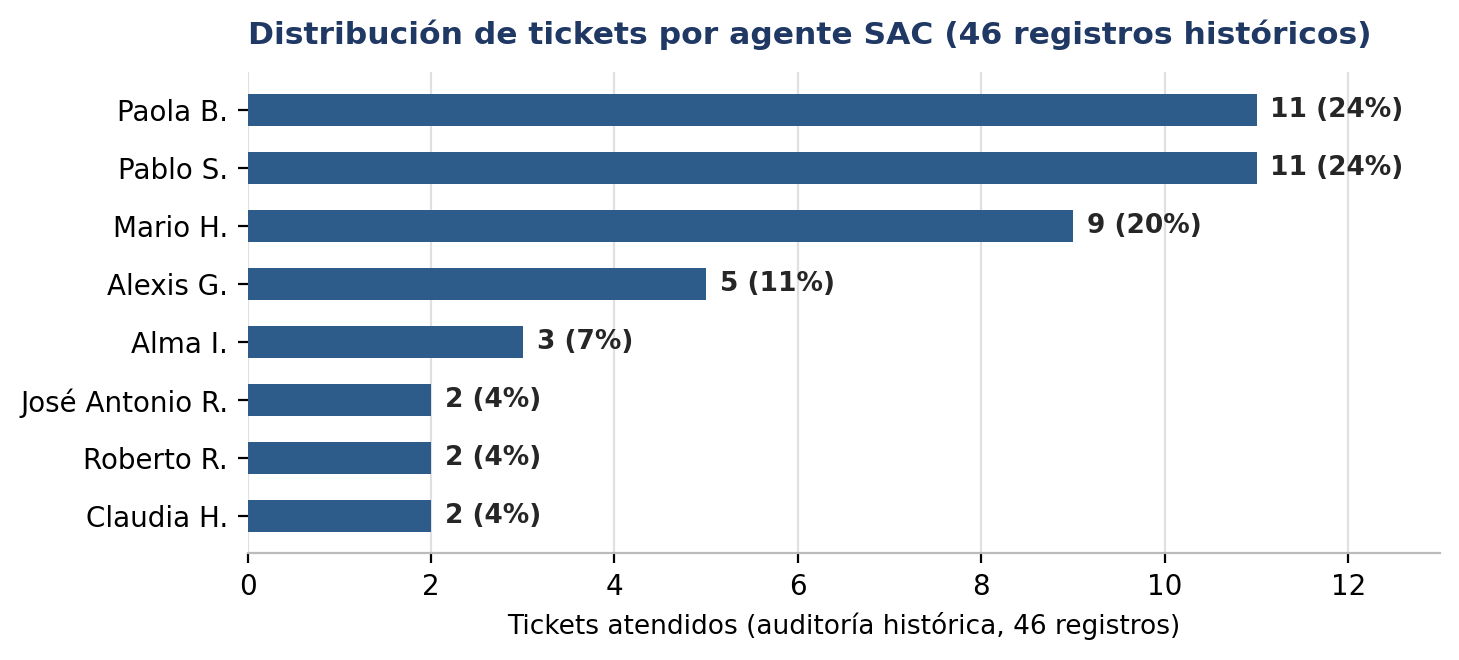 Distribución de tickets por agente SAC (46 registros históricos)
Paola B. 11 (24%)
Pablo S. 11 (24%)
Mario H. 9 (20%)
Alexis G. 5 (11%)
Alma I. 3 (7%)
José Antonio R. 2 (4%)
Roberto R. 2 (4%)
Claudia H. 2 (4%)
0 2 4 6 8 10 12
Tickets atendidos (auditoría histórica, 46 registros)